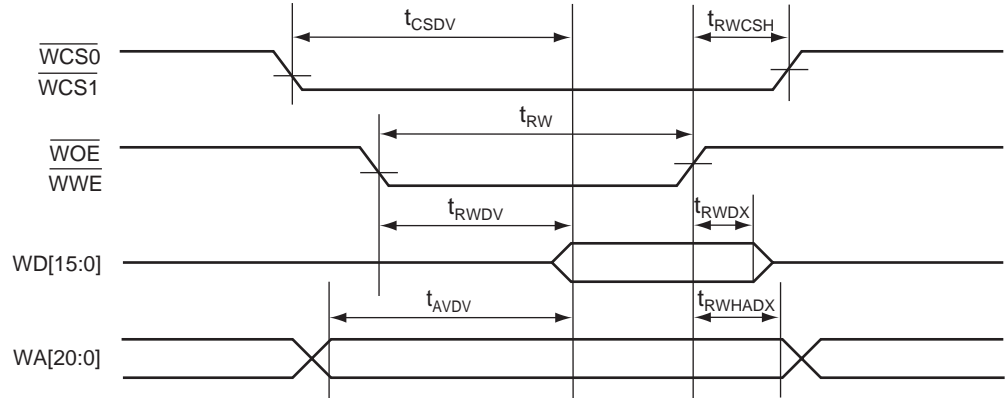 tCSDV
tRWCSH
WCS0
WCS1
tRW
WOE
WWE
tRWDV
tRWDX
WD[15:0]
tAVDV
tRWHADX
WA[20:0]